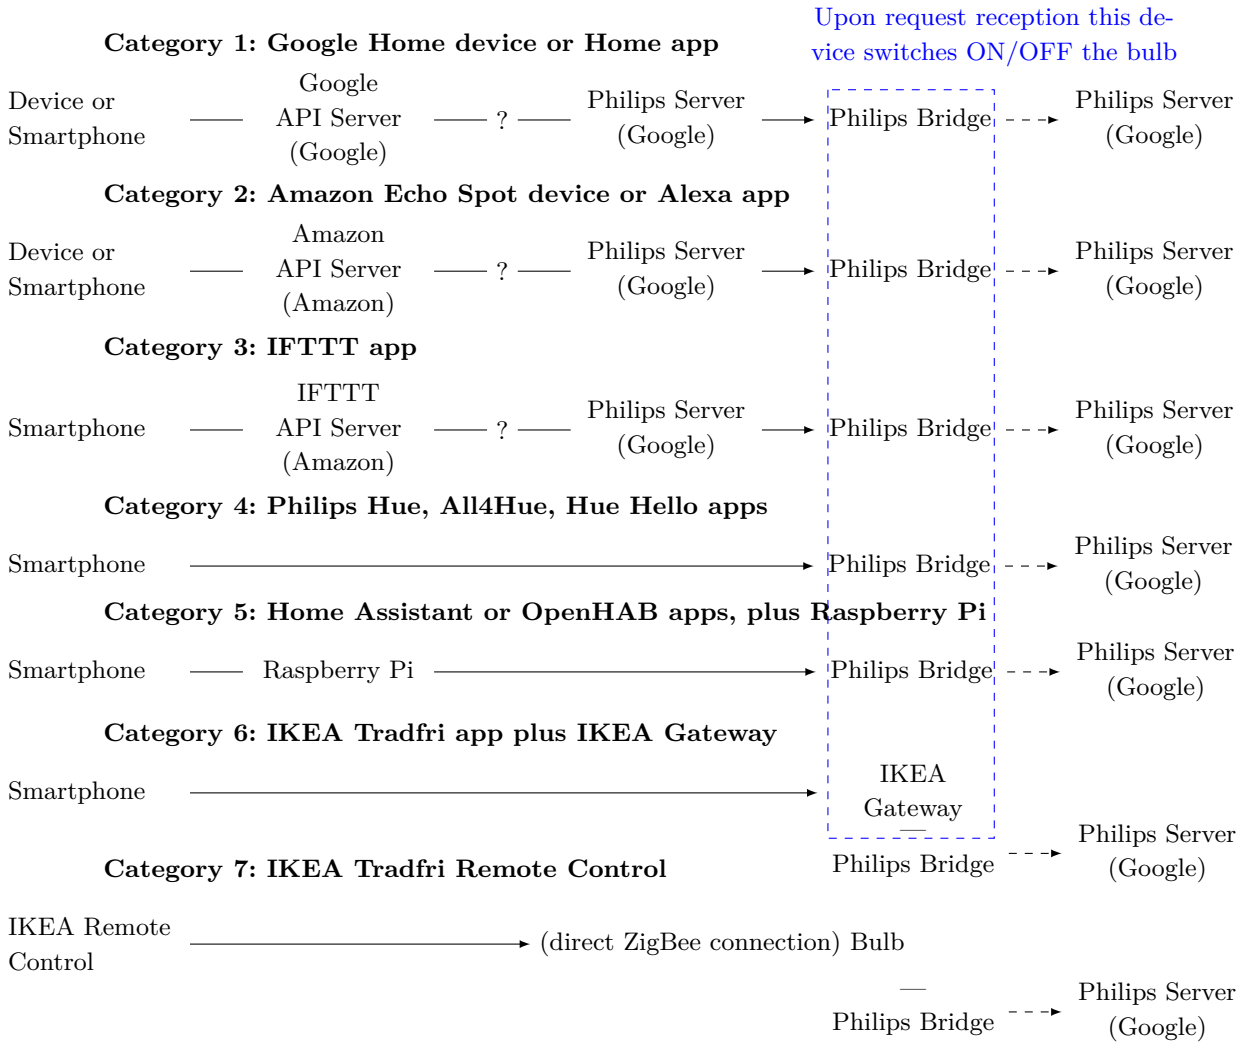 Upon request reception this de-
vice switches ON/OFF the bulb
Category 1: Google Home device or Home app
Device or
Smartphone
Google
API Server
(Google)
?
Philips Server
(Google)
Philips Bridge
Philips Server
(Google)
Category 2: Amazon Echo Spot device or Alexa app
Device or
Smartphone
Amazon
API Server
(Amazon)
?
Philips Server
(Google)
Philips Bridge
Philips Server
(Google)
Category 3: IFTTT app
Smartphone
IFTTT
API Server
(Amazon)
?
Philips Server
(Google)
Philips Bridge
Philips Server
(Google)
Category 4: Philips Hue, All4Hue, Hue Hello apps
Smartphone
Philips Bridge
Philips Server
(Google)
Category 5: Home Assistant or OpenHAB apps, plus Raspberry Pi
Smartphone
Raspberry Pi
Philips Bridge
Philips Server
(Google)
Category 6: IKEA Tradfri app plus IKEA Gateway
Smartphone
IKEA
Gateway
—
Philips Bridge
Philips Server
(Google)
Category 7: IKEA Tradfri Remote Control
IKEA Remote
Control
(direct ZigBee connection) Bulb
—
Philips Bridge
Philips Server
(Google)